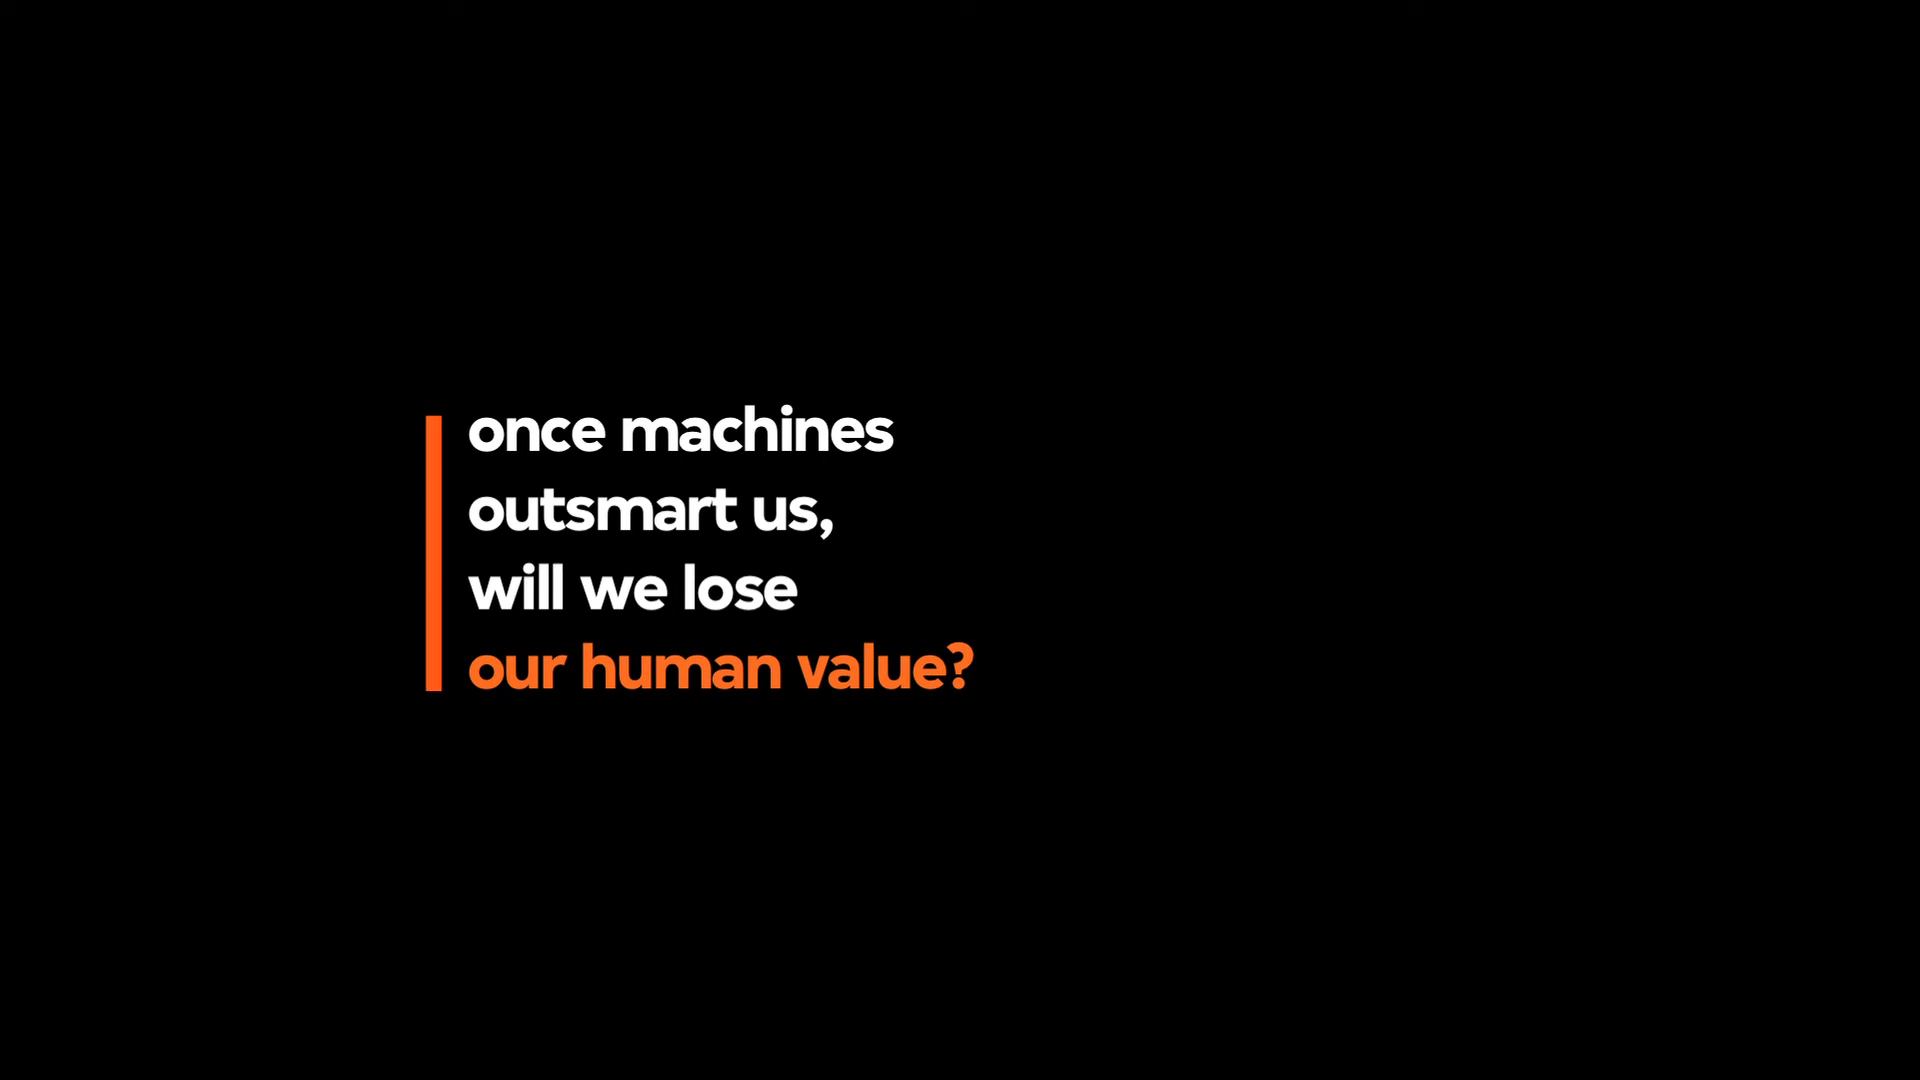 once machines
outsmart us,
will we lose
our human value?